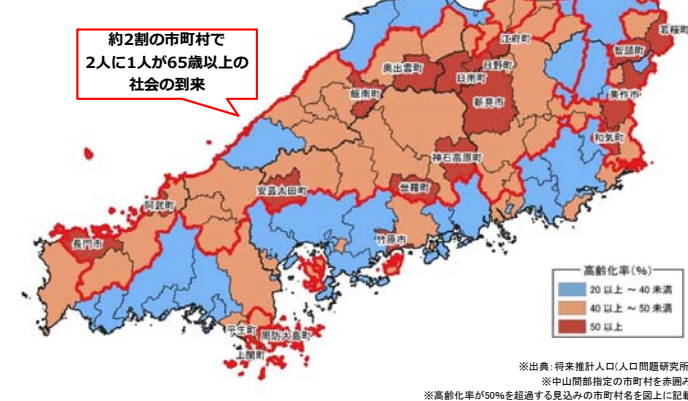 約2割の市町村で
2人に1人が65歳以上の
社会の到来
若桜町
江府町
智頭町
日野町
奥出雲町
日南町
飯南町
美作市
新見市
和気町
神石高原町
安芸太田町
世羅町
阿武町
竹原市
長門市
高齢化率(%)
20 以上 ～ 40 未満
40 以上 ～ 50 未満
50 以上
平生町
周防大島町
上関町
※出典:将来推計人口(人口問題研究所
※中山間部指定の市町村を赤囲み
※高齢化率が50%を超過する見込みの市町村名を図上に記載